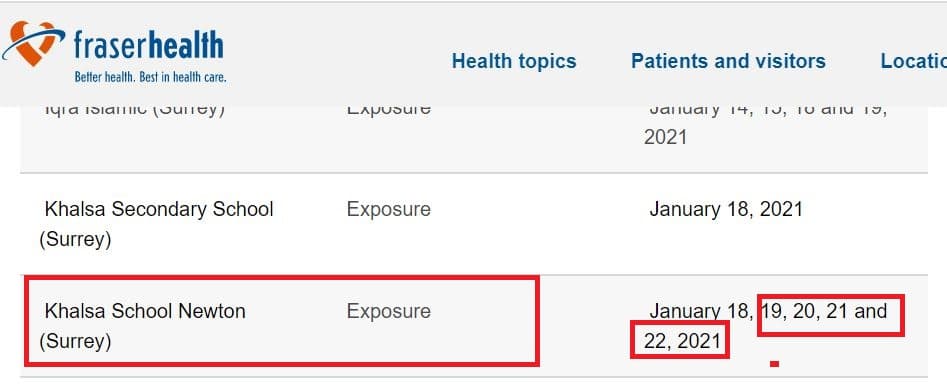 fraserhealth
Better health. Best in health care.
Health topics Patients and visitors Locatio
Iqra Islamic (Surrey) Exposure January 14, 15, 18 and 19,
2021
Khalsa Secondary School Exposure January 18, 2021
(Surrey)
Khalsa School Newton Exposure January 18, 19, 20, 21 and
(Surrey) 22, 2021